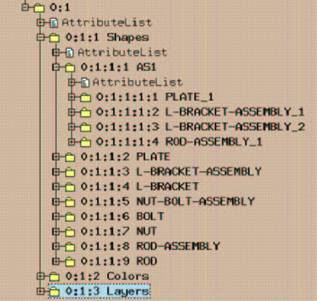 0:1
AttributeList
0:1:1 Shapes
AttributeList
0:1:1:1 AS1
AttributeList
0:1:1:1:1 PLATE_1
0:1:1:1:2 L-BRACKET-ASSEMBLY_1
0:1:1:1:3 L-BRACKET-ASSEMBLY_2
0:1:1:1:4 ROD-ASSEMBLY_1
0:1:1:2 PLATE
0:1:1:3 L-BRACKET-ASSEMBLY
0:1:1:4 L-BRACKET
0:1:1:5 NUT-BOLT-ASSEMBLY
0:1:1:6 BOLT
0:1:1:7 NUT
0:1:1:8 ROD-ASSEMBLY
0:1:1:9 ROD
0:1:2 Colors
0:1:3 Layers